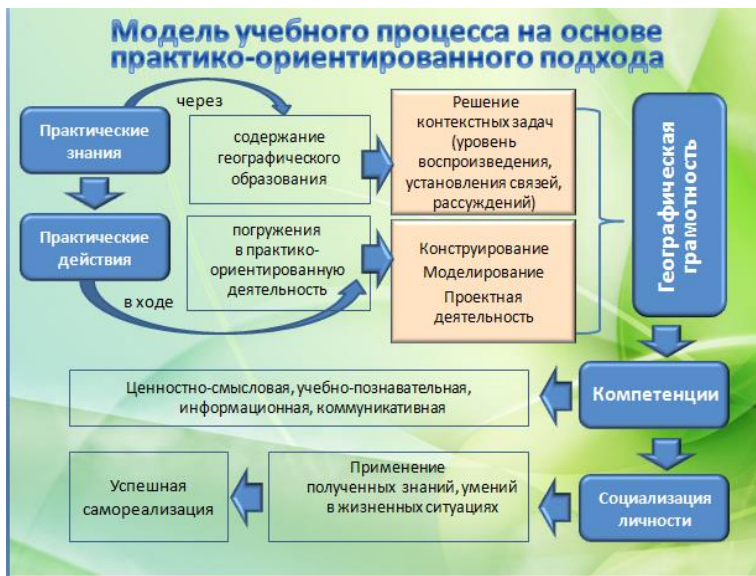 Модель учебного процесса на основе
практико-ориентированного подхода
через
Практические
знания
содержание
географического
образования
Решение
контекстных задач
(уровень
воспроизведения,
установления связей,
рассуждений)
Географическая
грамотность
Практические
действия
в ходе
погружения
в практико-
ориентированную
деятельность
Конструирование
Моделирование
Проектная
деятельность
Ценностно-смысловая, учебно-познавательная,
информационная, коммуникативная
Компетенции
Успешная
самореализация
Применение
полученных знаний, умений
в жизненных ситуациях
Социализация
личности